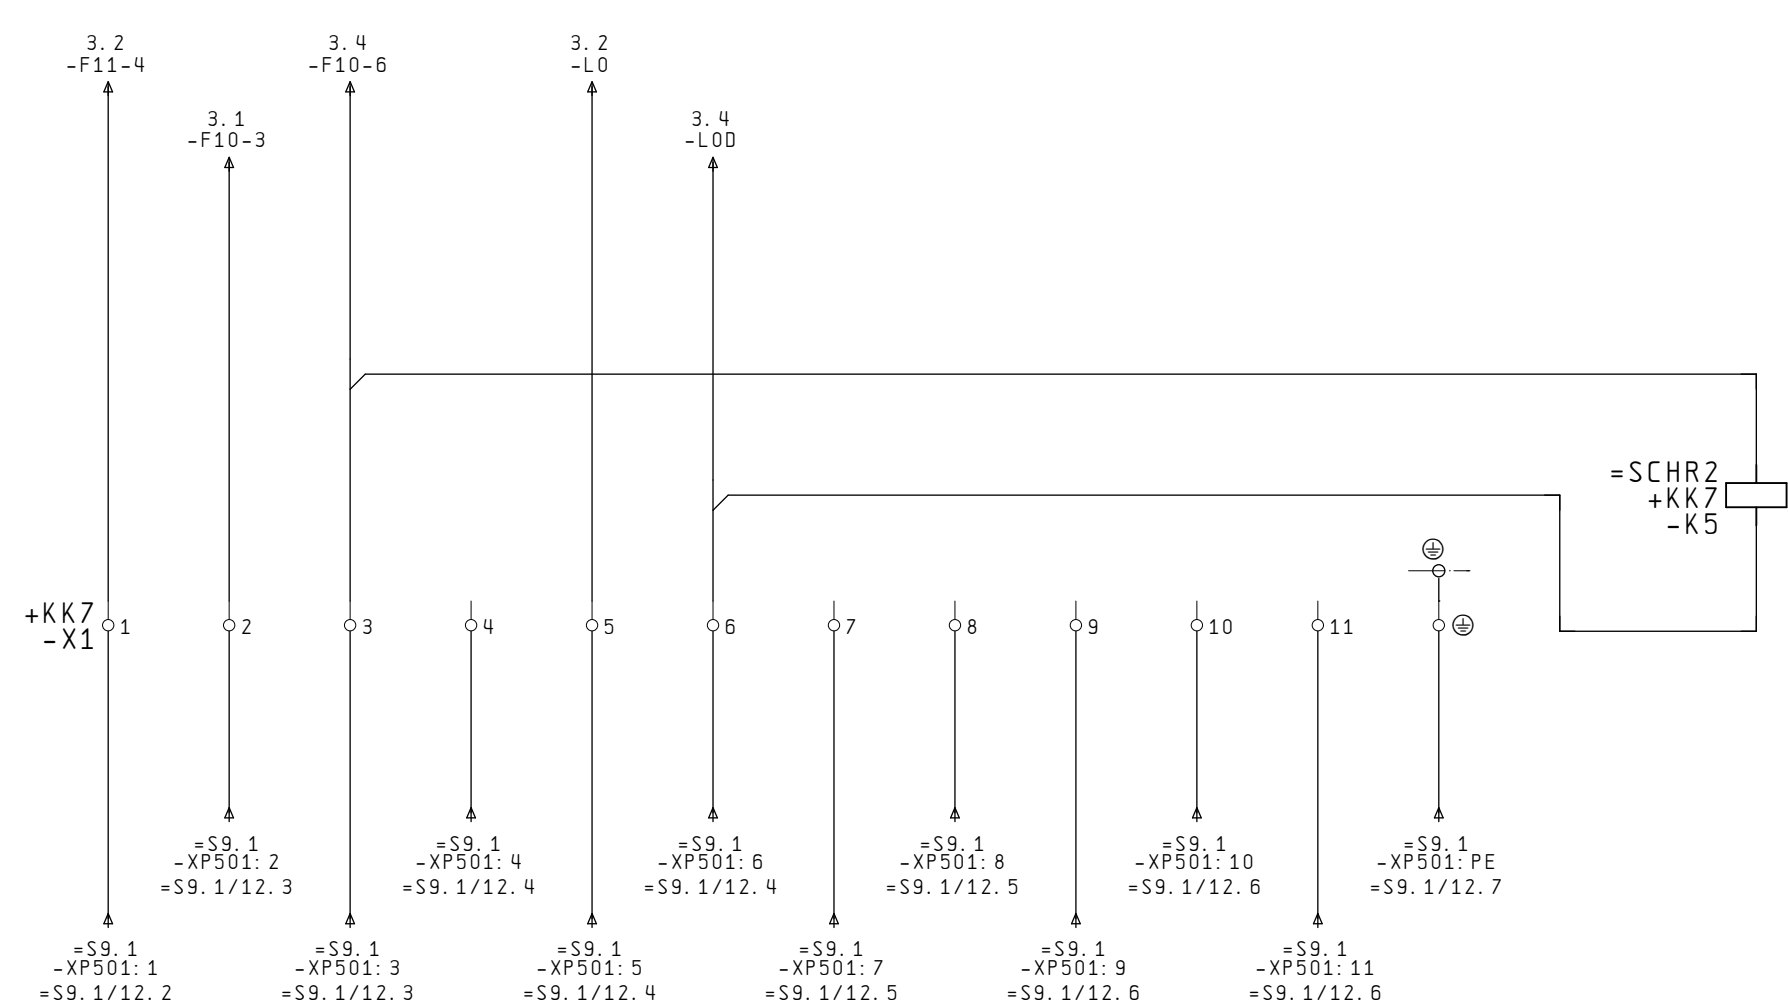 3.2
-F11-4
3.4
-F10-6
3.2
-L0
3.1
-F10-3
3.4
-L0D
=SCHR2
+KK7
-K5
+KK7
-X1
1
2
3
4
5
6
7
8
9
10
11
=S9.1
-XP501:2
=S9.1/12.3
=S9.1
-XP501:4
=S9.1/12.4
=S9.1
-XP501:6
=S9.1/12.4
=S9.1
-XP501:8
=S9.1/12.5
=S9.1
-XP501:10
=S9.1/12.6
=S9.1
-XP501:PE
=S9.1/12.7
=S9.1
-XP501:1
=S9.1/12.2
=S9.1
-XP501:3
=S9.1/12.3
=S9.1
-XP501:5
=S9.1/12.4
=S9.1
-XP501:7
=S9.1/12.5
=S9.1
-XP501:9
=S9.1/12.6
=S9.1
-XP501:11
=S9.1/12.6